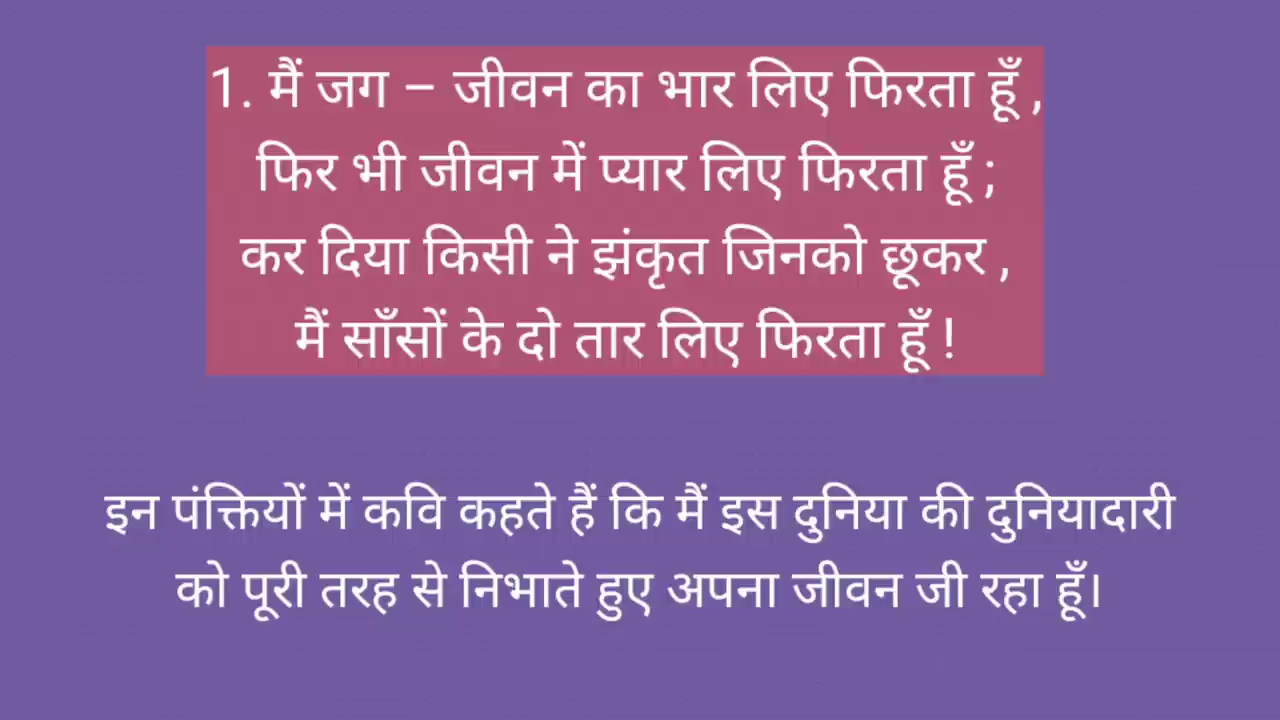 1. मैं जग – जीवन का भार लिए फिरता हूँ ,
फिर भी जीवन में प्यार लिए फिरता हूँ ;
कर दिया किसी ने झंकृत जिनको छूकर ,
मैं साँसों के दो तार लिए फिरता हूँ !
इन पंक्तियों में कवि कहते हैं कि मैं इस दुनिया की दुनियादारी
को पूरी तरह से निभाते हुए अपना जीवन जी रहा हूँ।